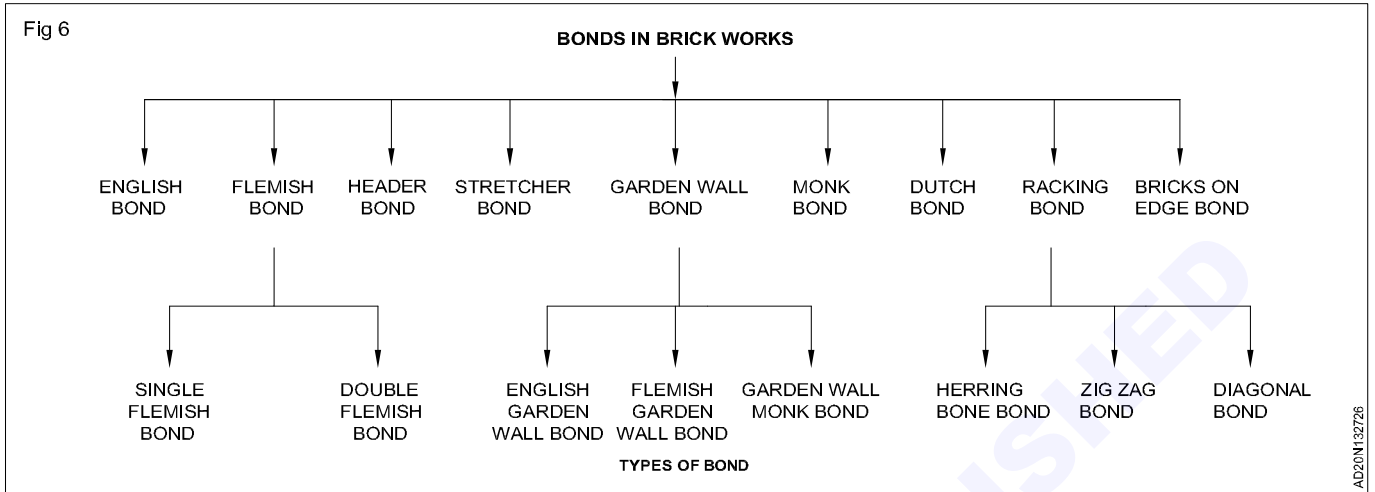 Fig 6
BONDS IN BRICK WORKS
ENGLISH
BOND
FLEMISH
BOND
HEADER
BOND
STRETCHER
BOND
GARDEN WALL
BOND
MONK
BOND
DUTCH
BOND
RACKING
BOND
BRICKS ON
EDGE BOND
SINGLE
FLEMISH
BOND
DOUBLE
FLEMISH
BOND
ENGLISH
GARDEN
WALL BOND
FLEMISH
GARDEN
WALL BOND
GARDEN WALL
MONK BOND
HERRING
BONE BOND
ZIG ZAG
BOND
DIAGONAL
BOND
TYPES OF BOND
AD20N132726
ISHED